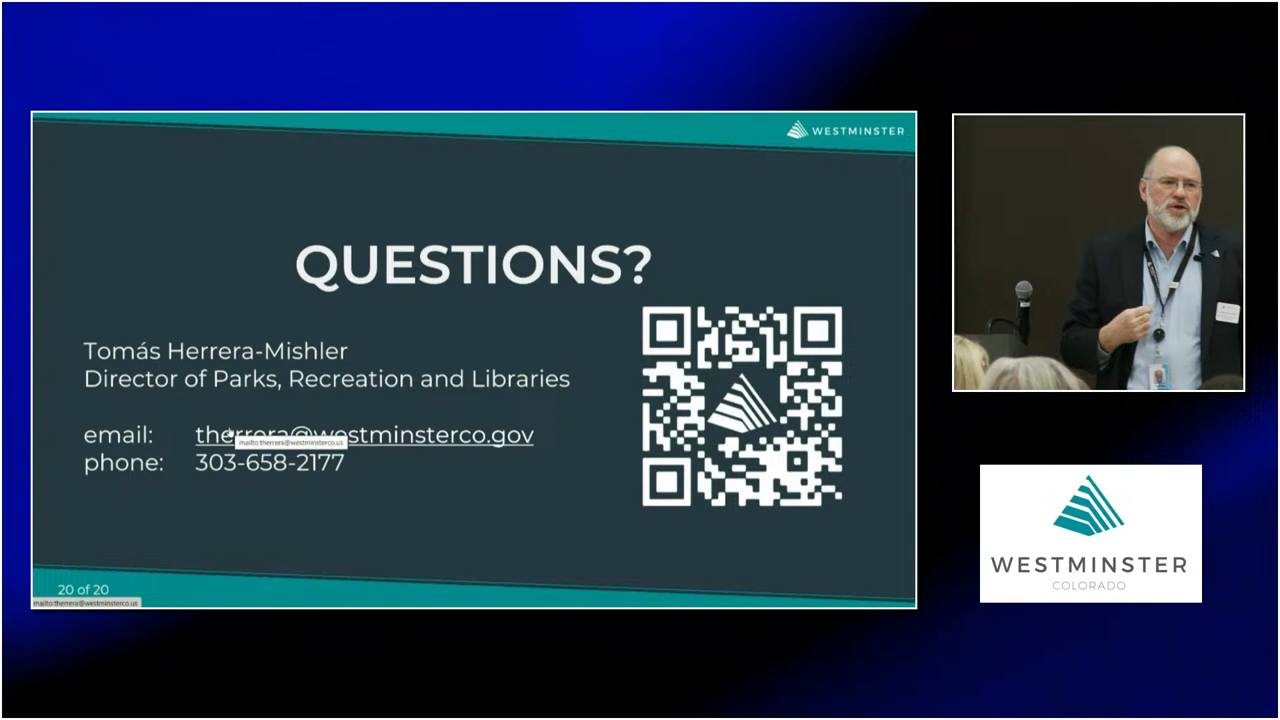 WESTMINSTER
QUESTIONS?
Tomás Herrera-Mishler
Director of Parks, Recreation and Libraries
email: therrera@westminsterco.gov
mailto:therrera@westminsterco.us
phone: 303-658-2177
20 of 20
mailto:therrera@westminsterco.us
WESTMINSTER
COLORADO